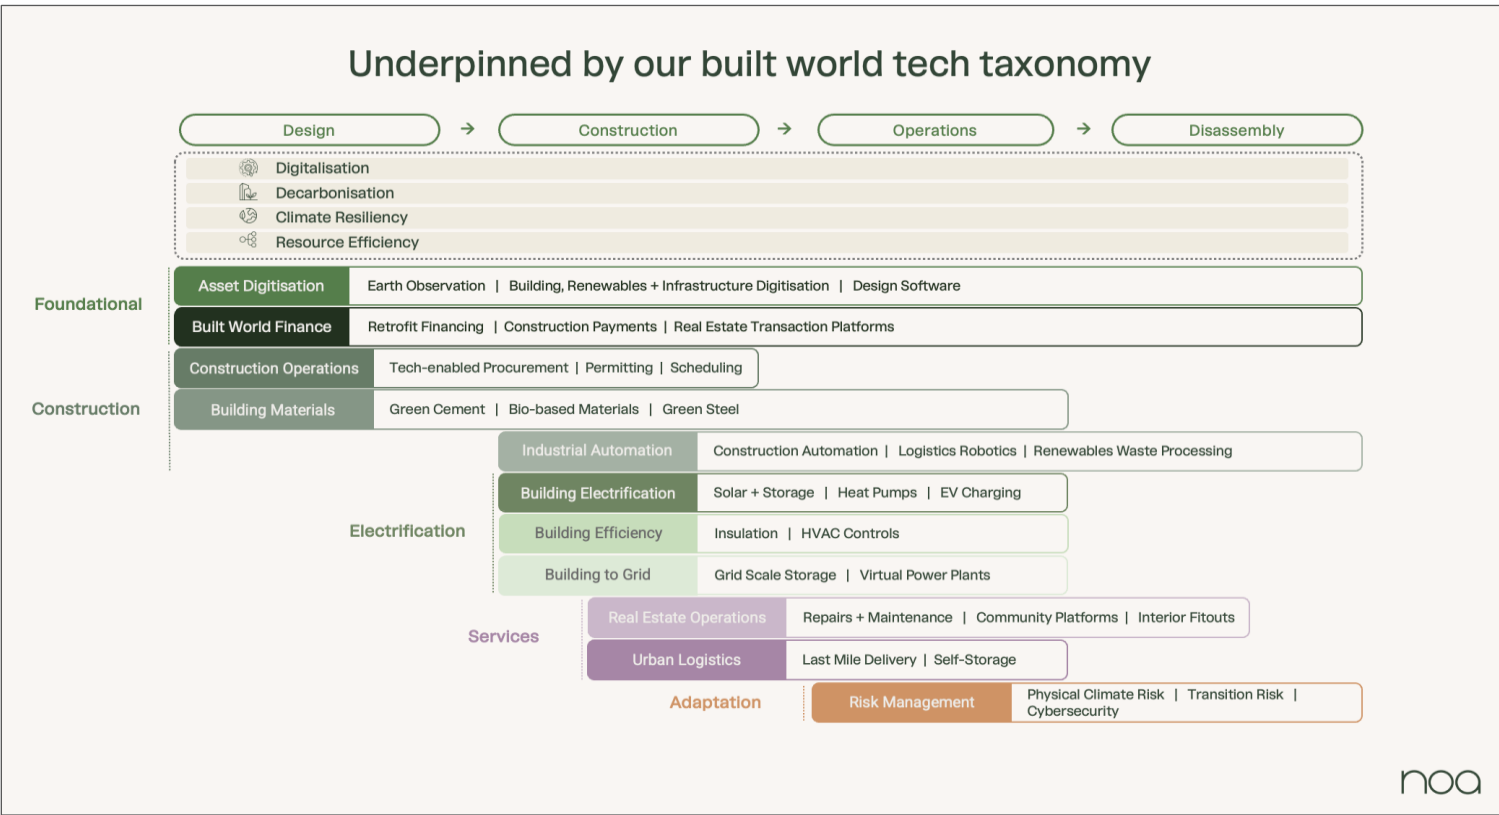 Underpinned by our built world tech taxonomy
Design → Construction → Operations → Disassembly
Digitalisation
Decarbonisation
Climate Resiliency
Resource Efficiency
Foundational
Asset Digitisation Earth Observation | Building, Renewables + Infrastructure Digitisation | Design Software
Built World Finance Retrofit Financing | Construction Payments | Real Estate Transaction Platforms
Construction
Construction Operations Tech-enabled Procurement | Permitting | Scheduling
Building Materials Green Cement | Bio-based Materials | Green Steel
Industrial Automation Construction Automation | Logistics Robotics | Renewables Waste Processing
Electrification
Building Electrification Solar + Storage | Heat Pumps | EV Charging
Building Efficiency Insulation | HVAC Controls
Building to Grid Grid Scale Storage | Virtual Power Plants
Services
Real Estate Operations Repairs + Maintenance | Community Platforms | Interior Fitouts
Urban Logistics Last Mile Delivery | Self-Storage
Adaptation
Risk Management Physical Climate Risk | Transition Risk |
Cybersecurity
noa